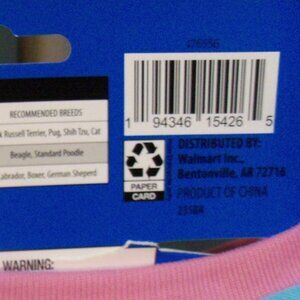 RECOMMENDED BREEDS
Russell Terrier, Pug, Shih Tzu, Cat
Beagle, Standard Poodle
Labrador, Boxer, German Sheperd
1 94346 15426 5
PAPER
CARD
DISTRIBUTED BY:
Walmart Inc.,
Bentonville, AR 72716
PRODUCT OF CHINA
WARNING: